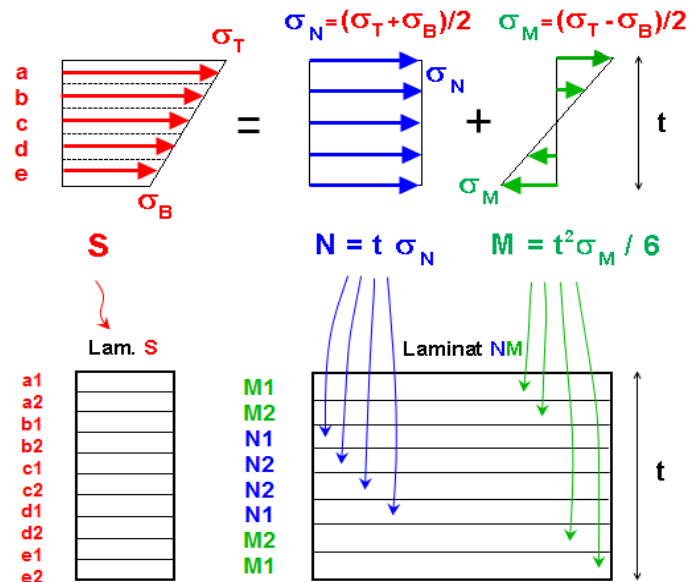 σN=(σT+σB)/2
σM=(σT-σB)/2
σT
a
b
c
d
e
=
σN
+
t
σM
σB
S
N = t σN
M = t²σM / 6
Lam. S
Laminat NM
a1
a2
b1
b2
c1
c2
d1
d2
e1
e2
M1
M2
N1
N2
N2
N1
M2
M1
t